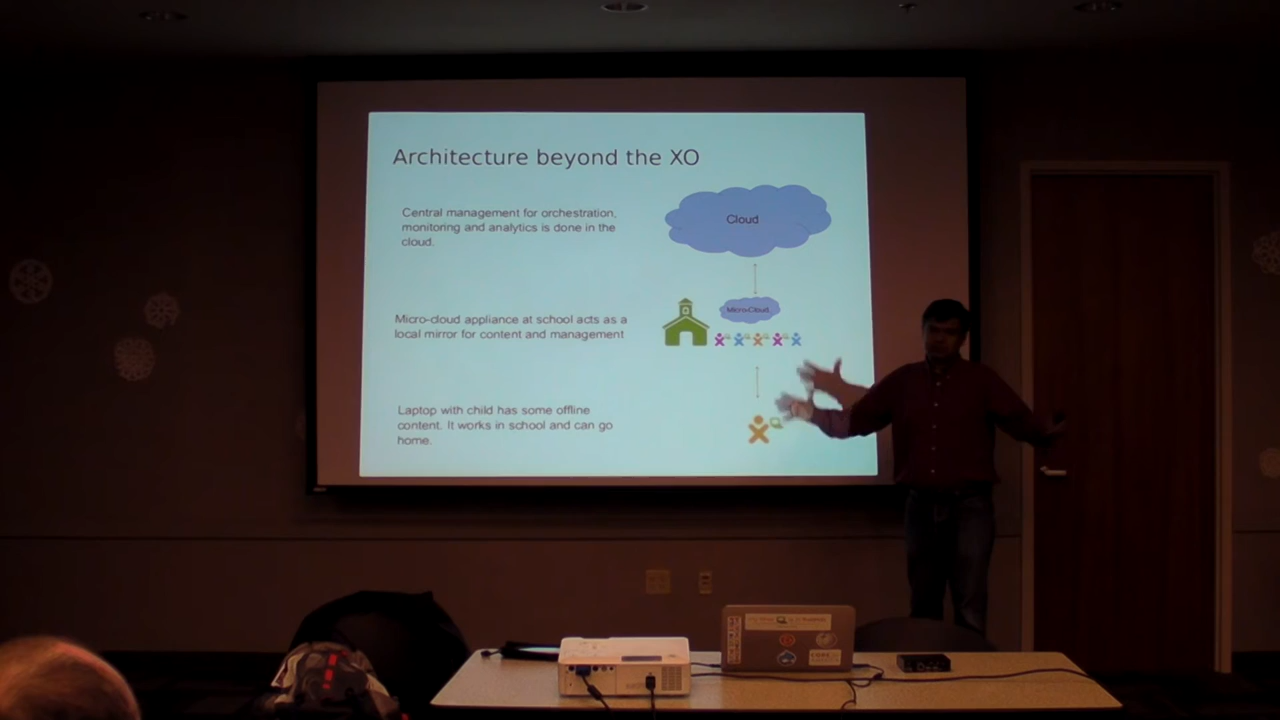 Architecture beyond the XO
Central management for orchestration,
monitoring and analytics is done in the
cloud.
Cloud
Micro-cloud appliance at school acts as a
local mirror for content and management
Micro-Cloud
Laptop with child has some offline
content. It works in school and can go
home.